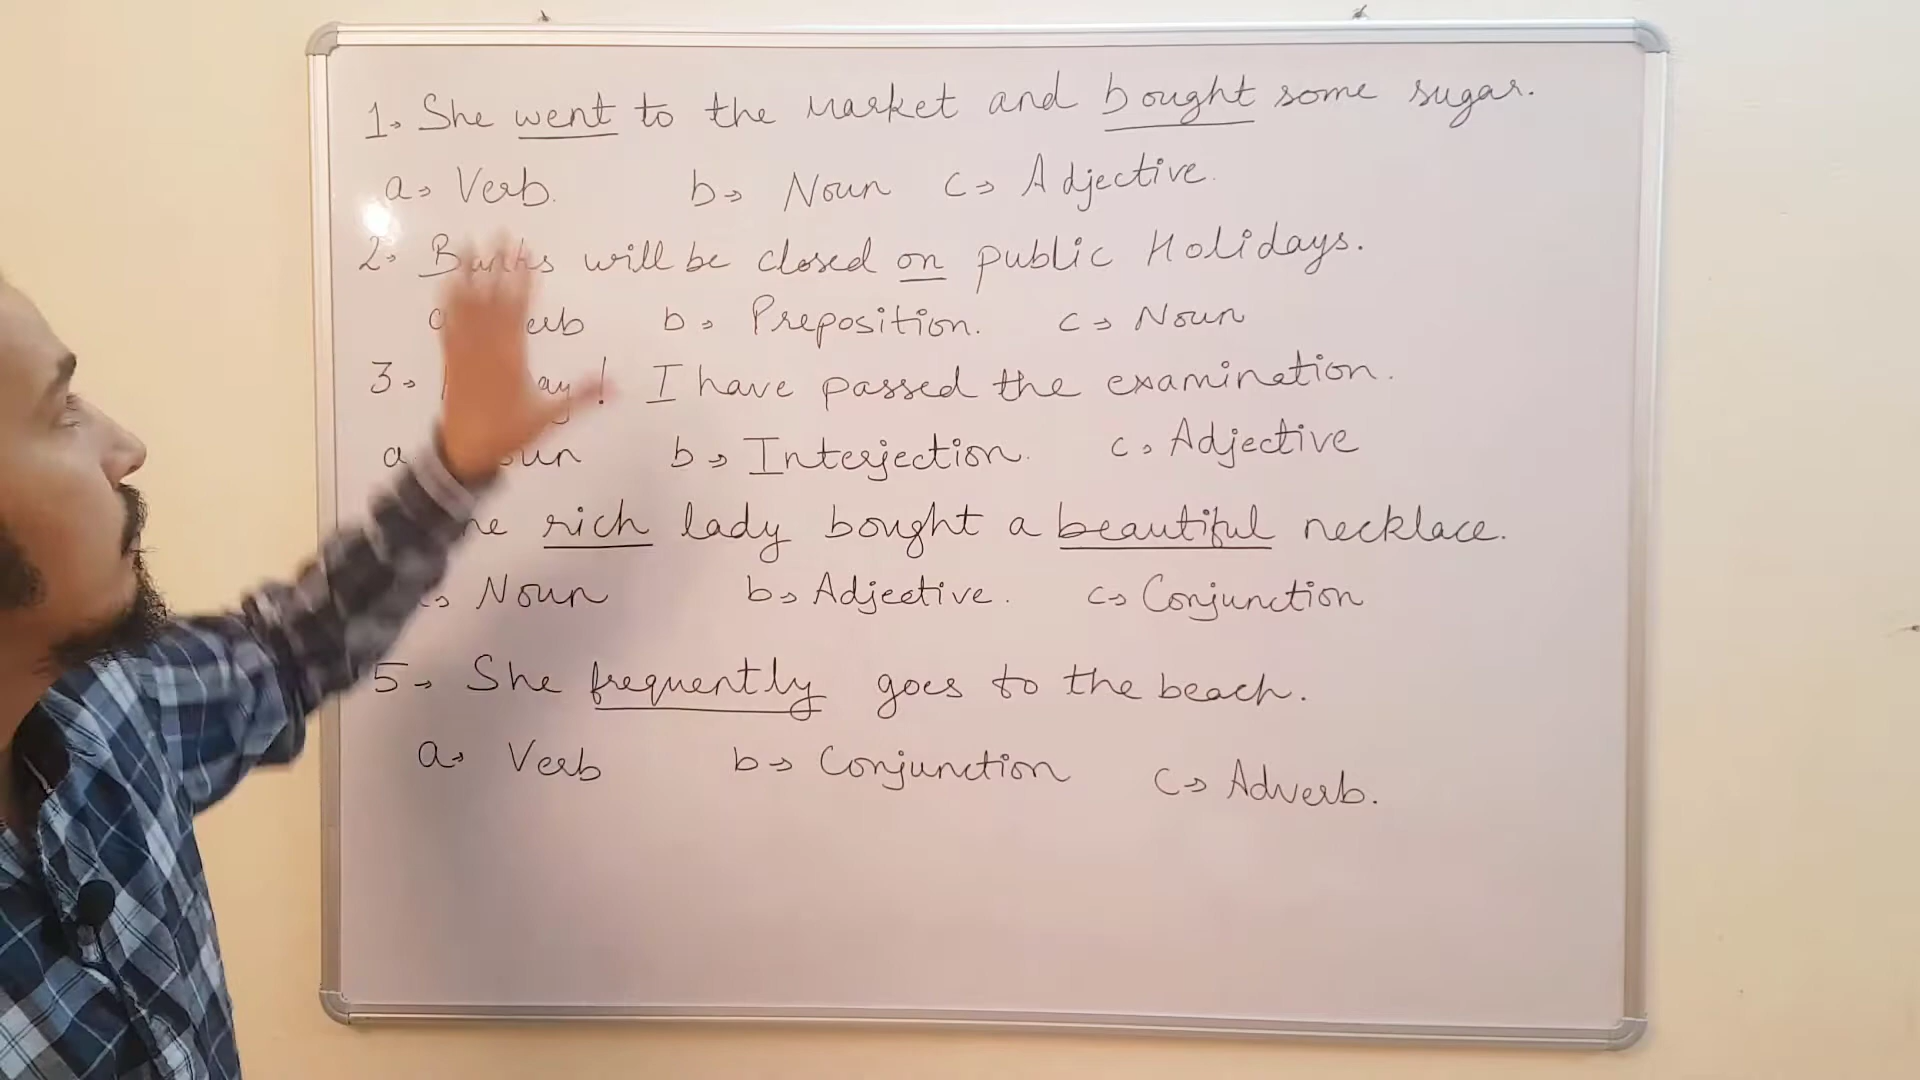 1. She went to the market and bought some sugar.
a. Verb. b. Noun c. Adjective.
2. Banks will be closed on public Holidays.
b. Preposition. c. Noun
3. I have passed the examination.
b. Interjection. c. Adjective
rich lady bought a beautiful necklace.
Noun b. Adjective. c. Conjunction
5. She frequently goes to the beach.
a. Verb b. Conjunction c. Adverb.